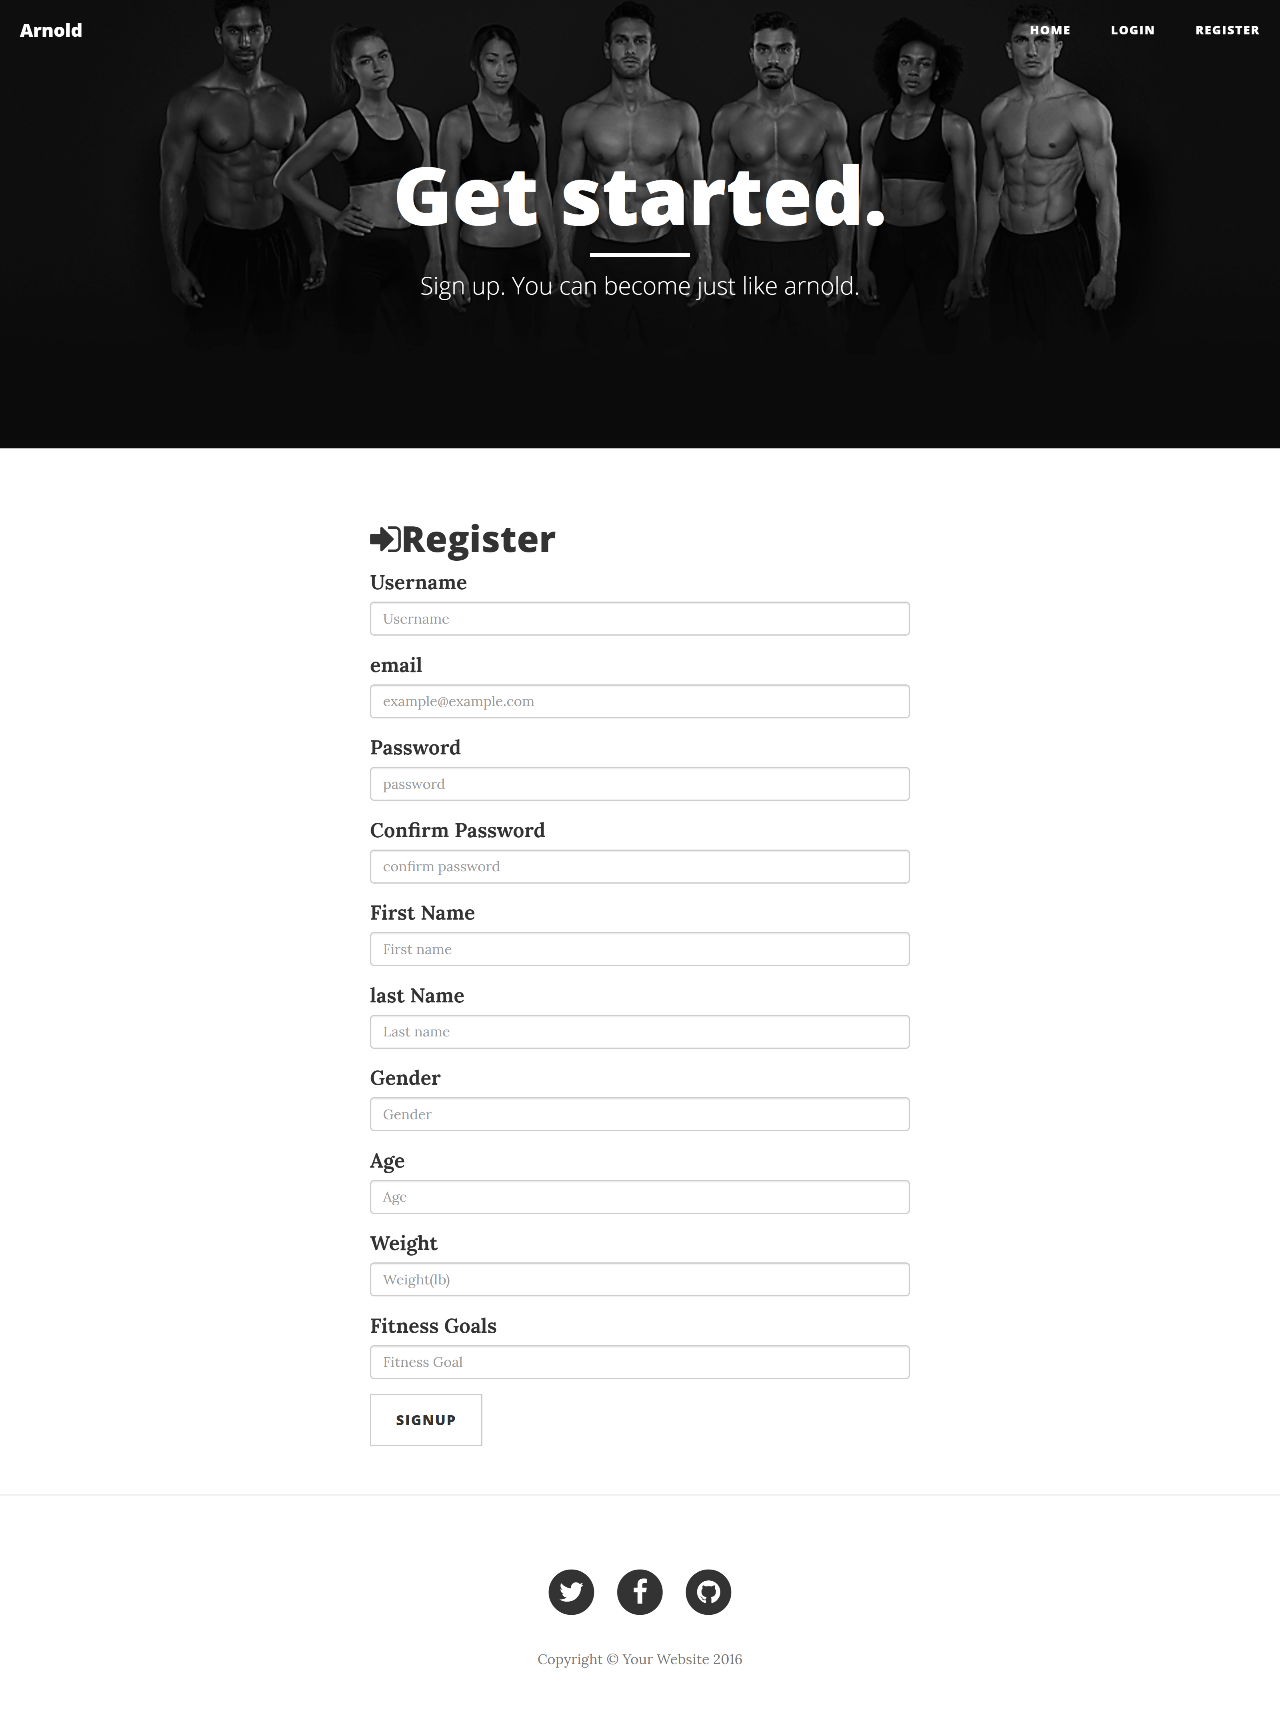 Arnold
HOME LOGIN REGISTER
Get started.
Sign up. You can become just like arnold.
Register
Username
Username
email
example@example.com
Password
password
Confirm Password
confirm password
First Name
First name
last Name
Last name
Gender
Gender
Age
Age
Weight
Weight(lb)
Fitness Goals
Fitness Goal
SIGNUP
Copyright © Your Website 2016